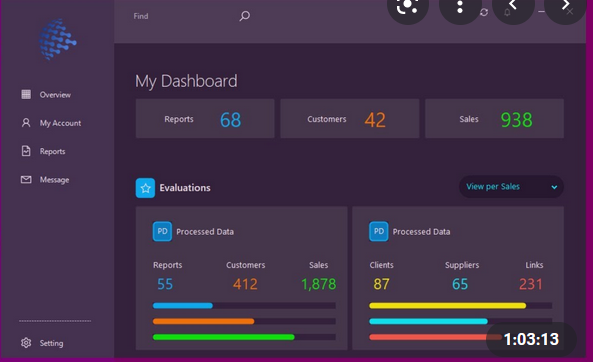 Find
My Dashboard
Overview
My Account
Reports
Message
Setting
Reports 68
Customers 42
Sales 938
Evaluations
View per Sales
PD Processed Data
Reports Customers Sales
55 412 1,878
PD Processed Data
Clients Suppliers Links
87 65 231
1:03:13